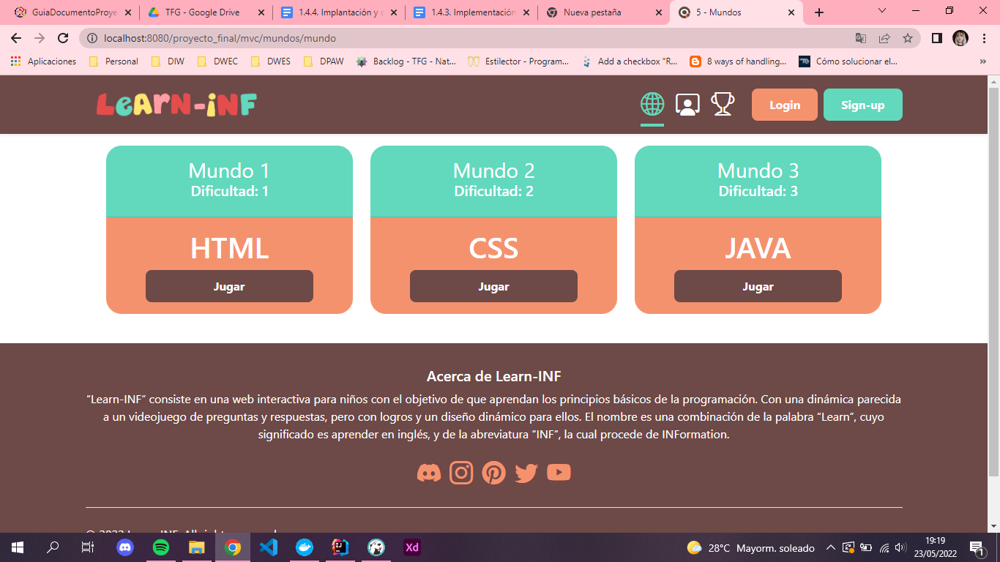 GuiaDocumentoProye
TFG - Google Drive
1.4.4. Implantación y
1.4.3. Implementación
Nueva pestaña
5 - Mundos
localhost:8080/proyecto_final/mvc/mundos/mundo
Aplicaciones
Personal
DIW
DWEC
DWES
DPAW
Backlog - TFG - Nat...
Estilector - Program...
Add a checkbox "R...
8 ways of handling...
Cómo solucionar el...
»
LEARN-INF
Login
Sign-up
Mundo 1
Dificultad: 1
HTML
Jugar
Mundo 2
Dificultad: 2
CSS
Jugar
Mundo 3
Dificultad: 3
JAVA
Jugar
Acerca de Learn-INF
“Learn-INF” consiste en una web interactiva para niños con el objetivo de que aprendan los principios básicos de la programación. Con una dinámica parecida
a un videojuego de preguntas y respuestas, pero con logros y un diseño dinámico para ellos. El nombre es una combinación de la palabra “Learn”, cuyo
significado es aprender en inglés, y de la abreviatura “INF”, la cual procede de INFormation.
Xd
28°C Mayorm. soleado
19:19
23/05/2022
1